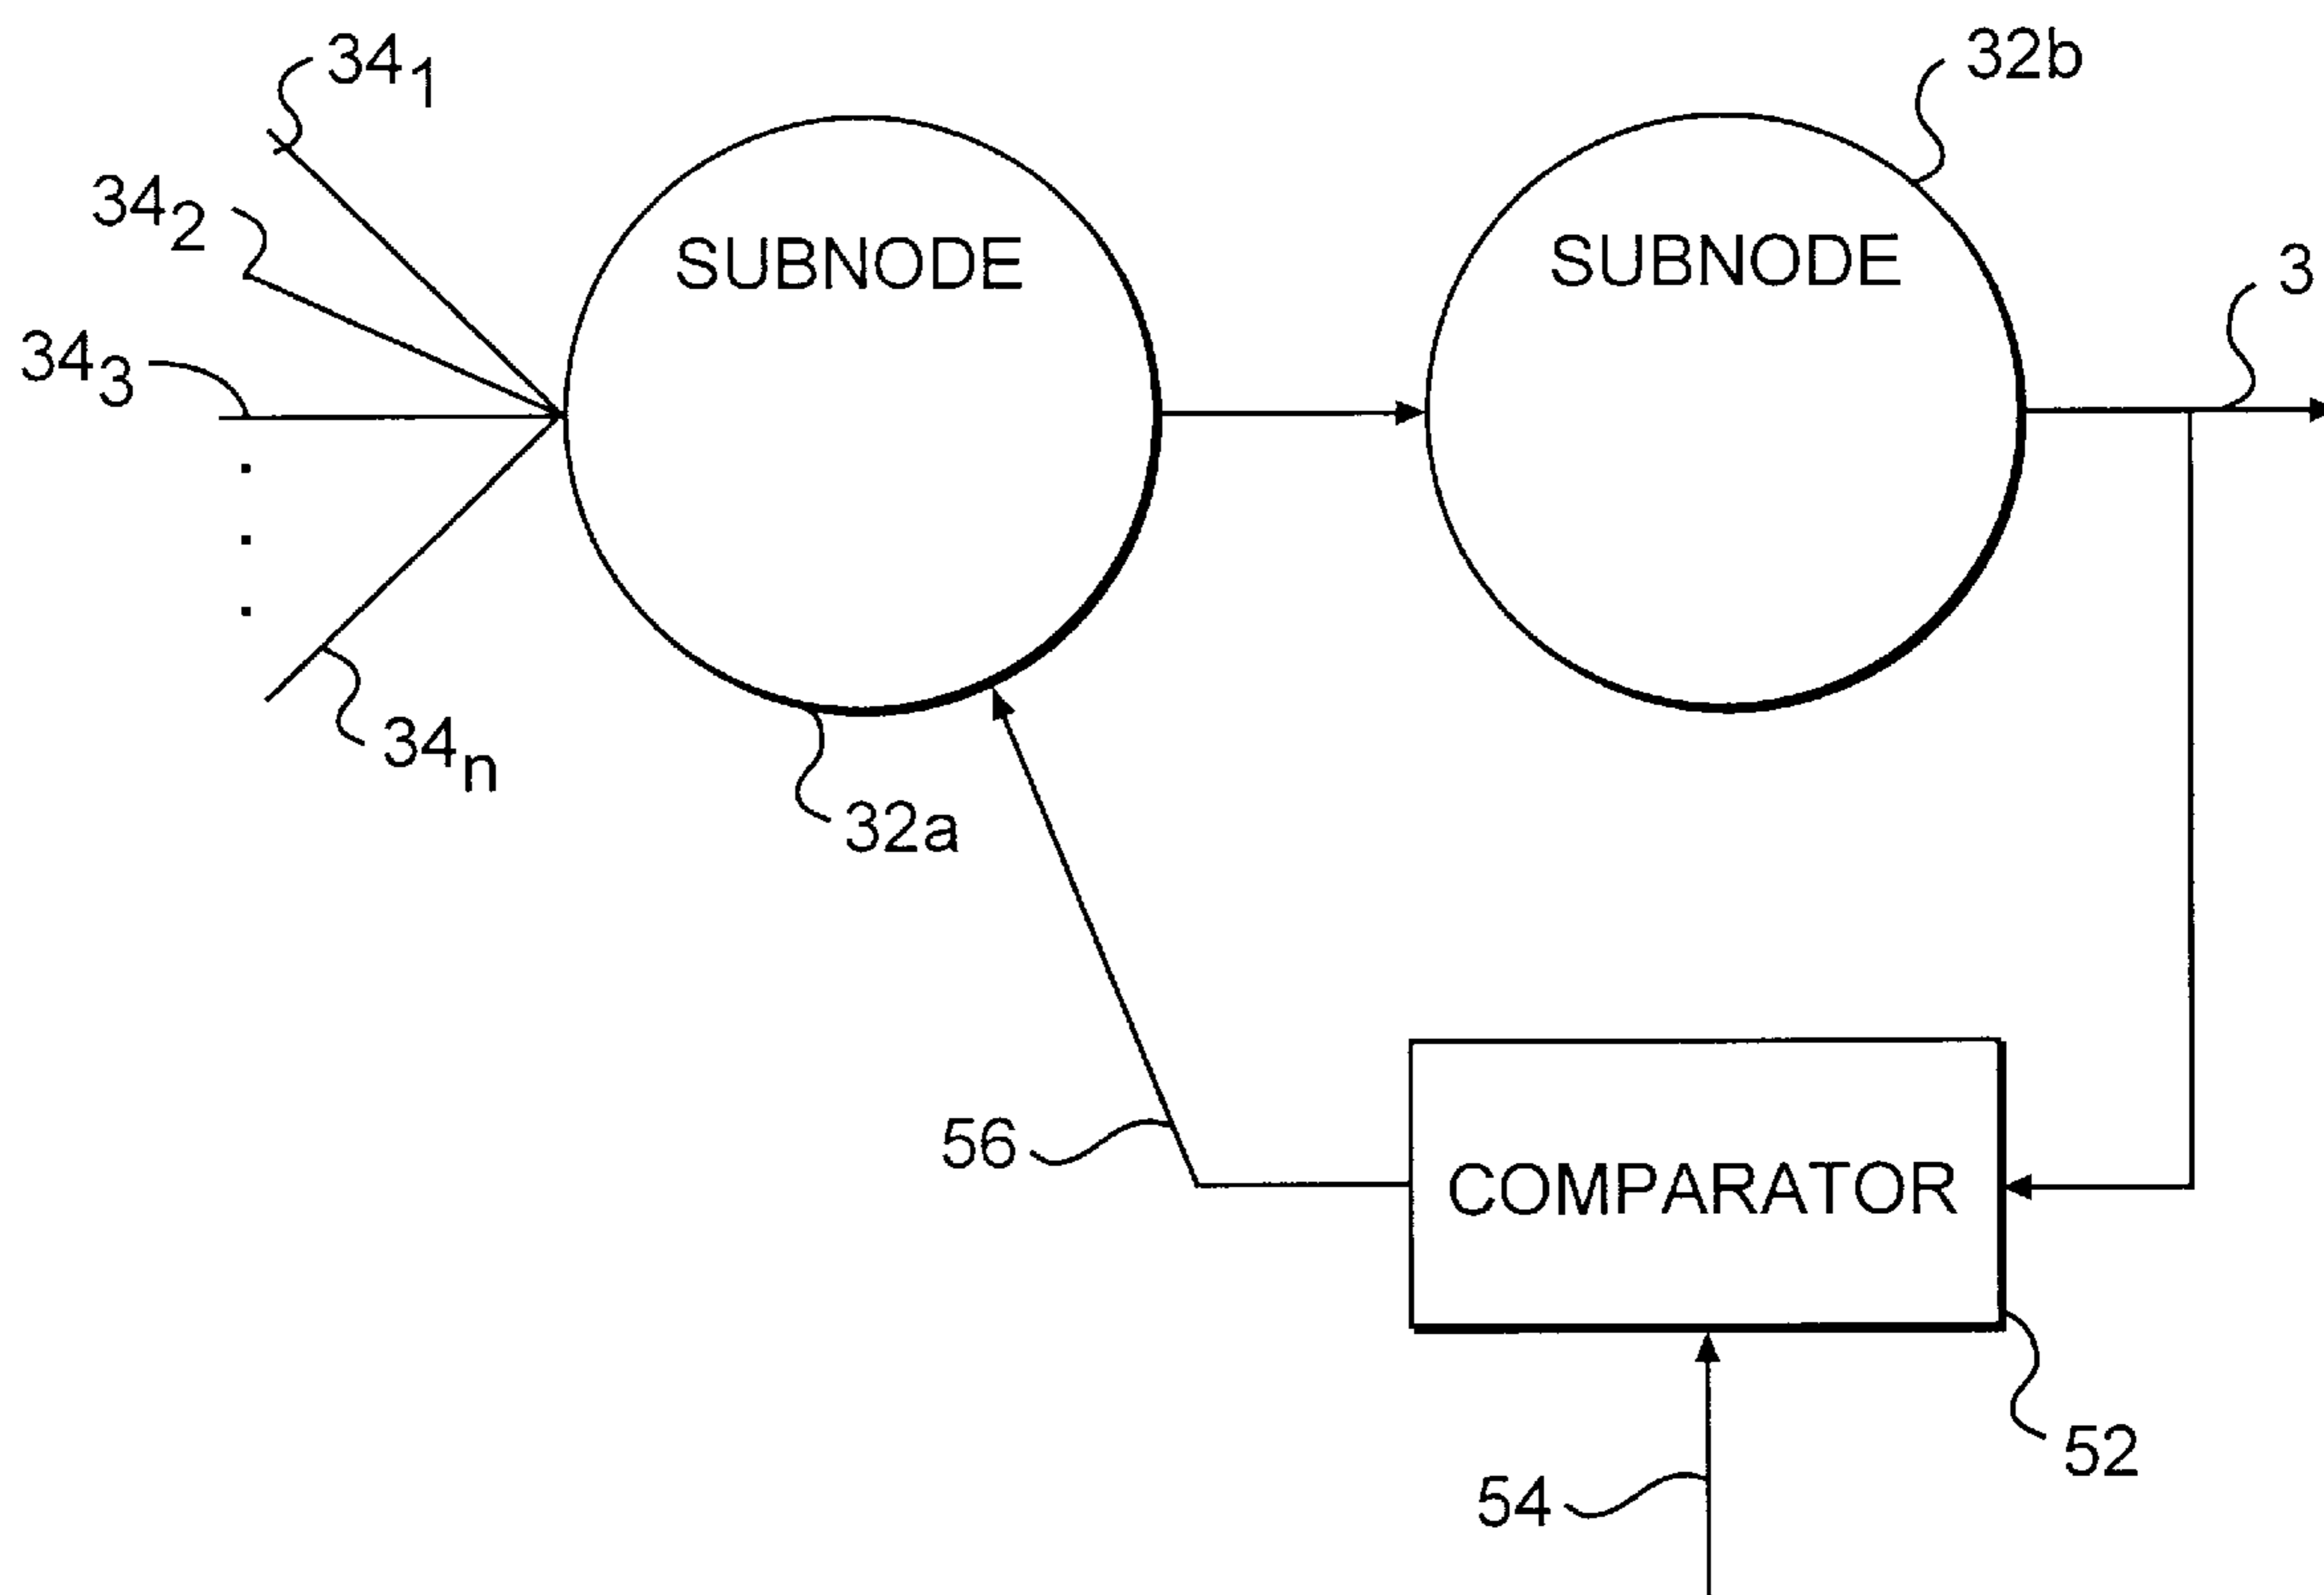 34₁
32b
34₂
SUBNODE
SUBNODE
3
34₃
34ₙ
32a
56
COMPARATOR
52
54